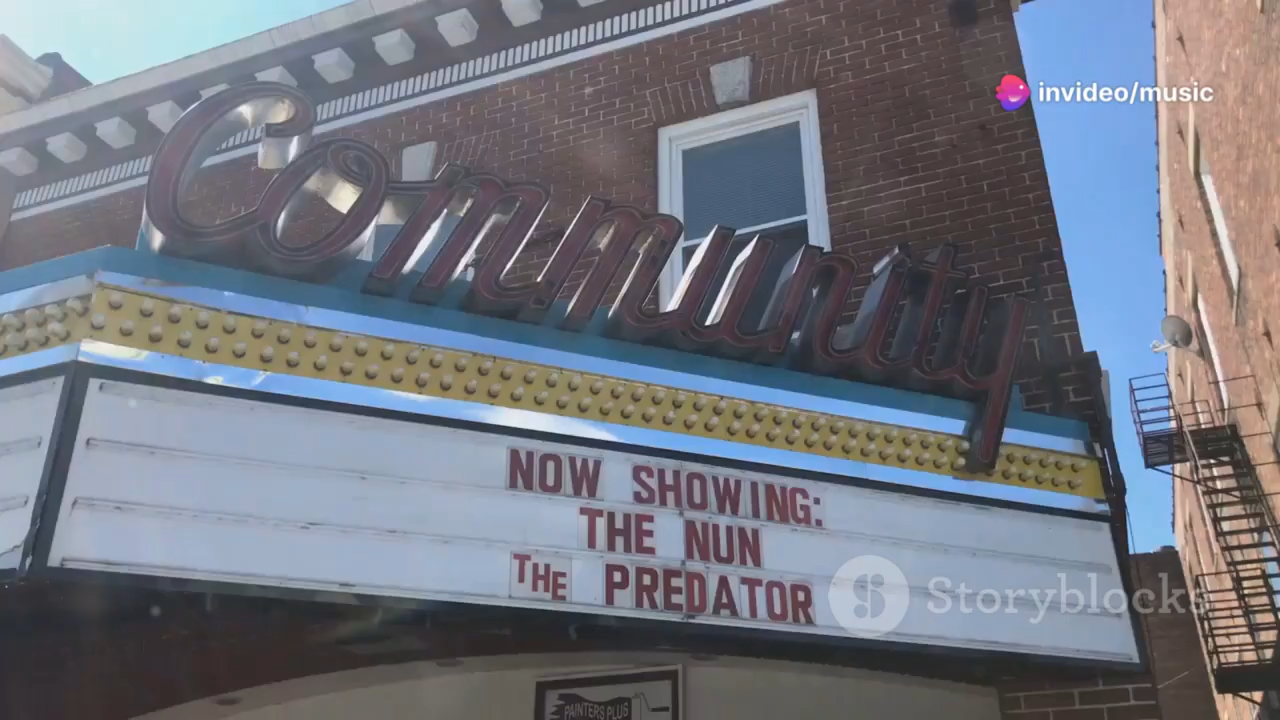 invideo/music
Community
NOW SHOWING:
THE NUN
THE PREDATOR
Storyblocks
PAINTERS PLUS